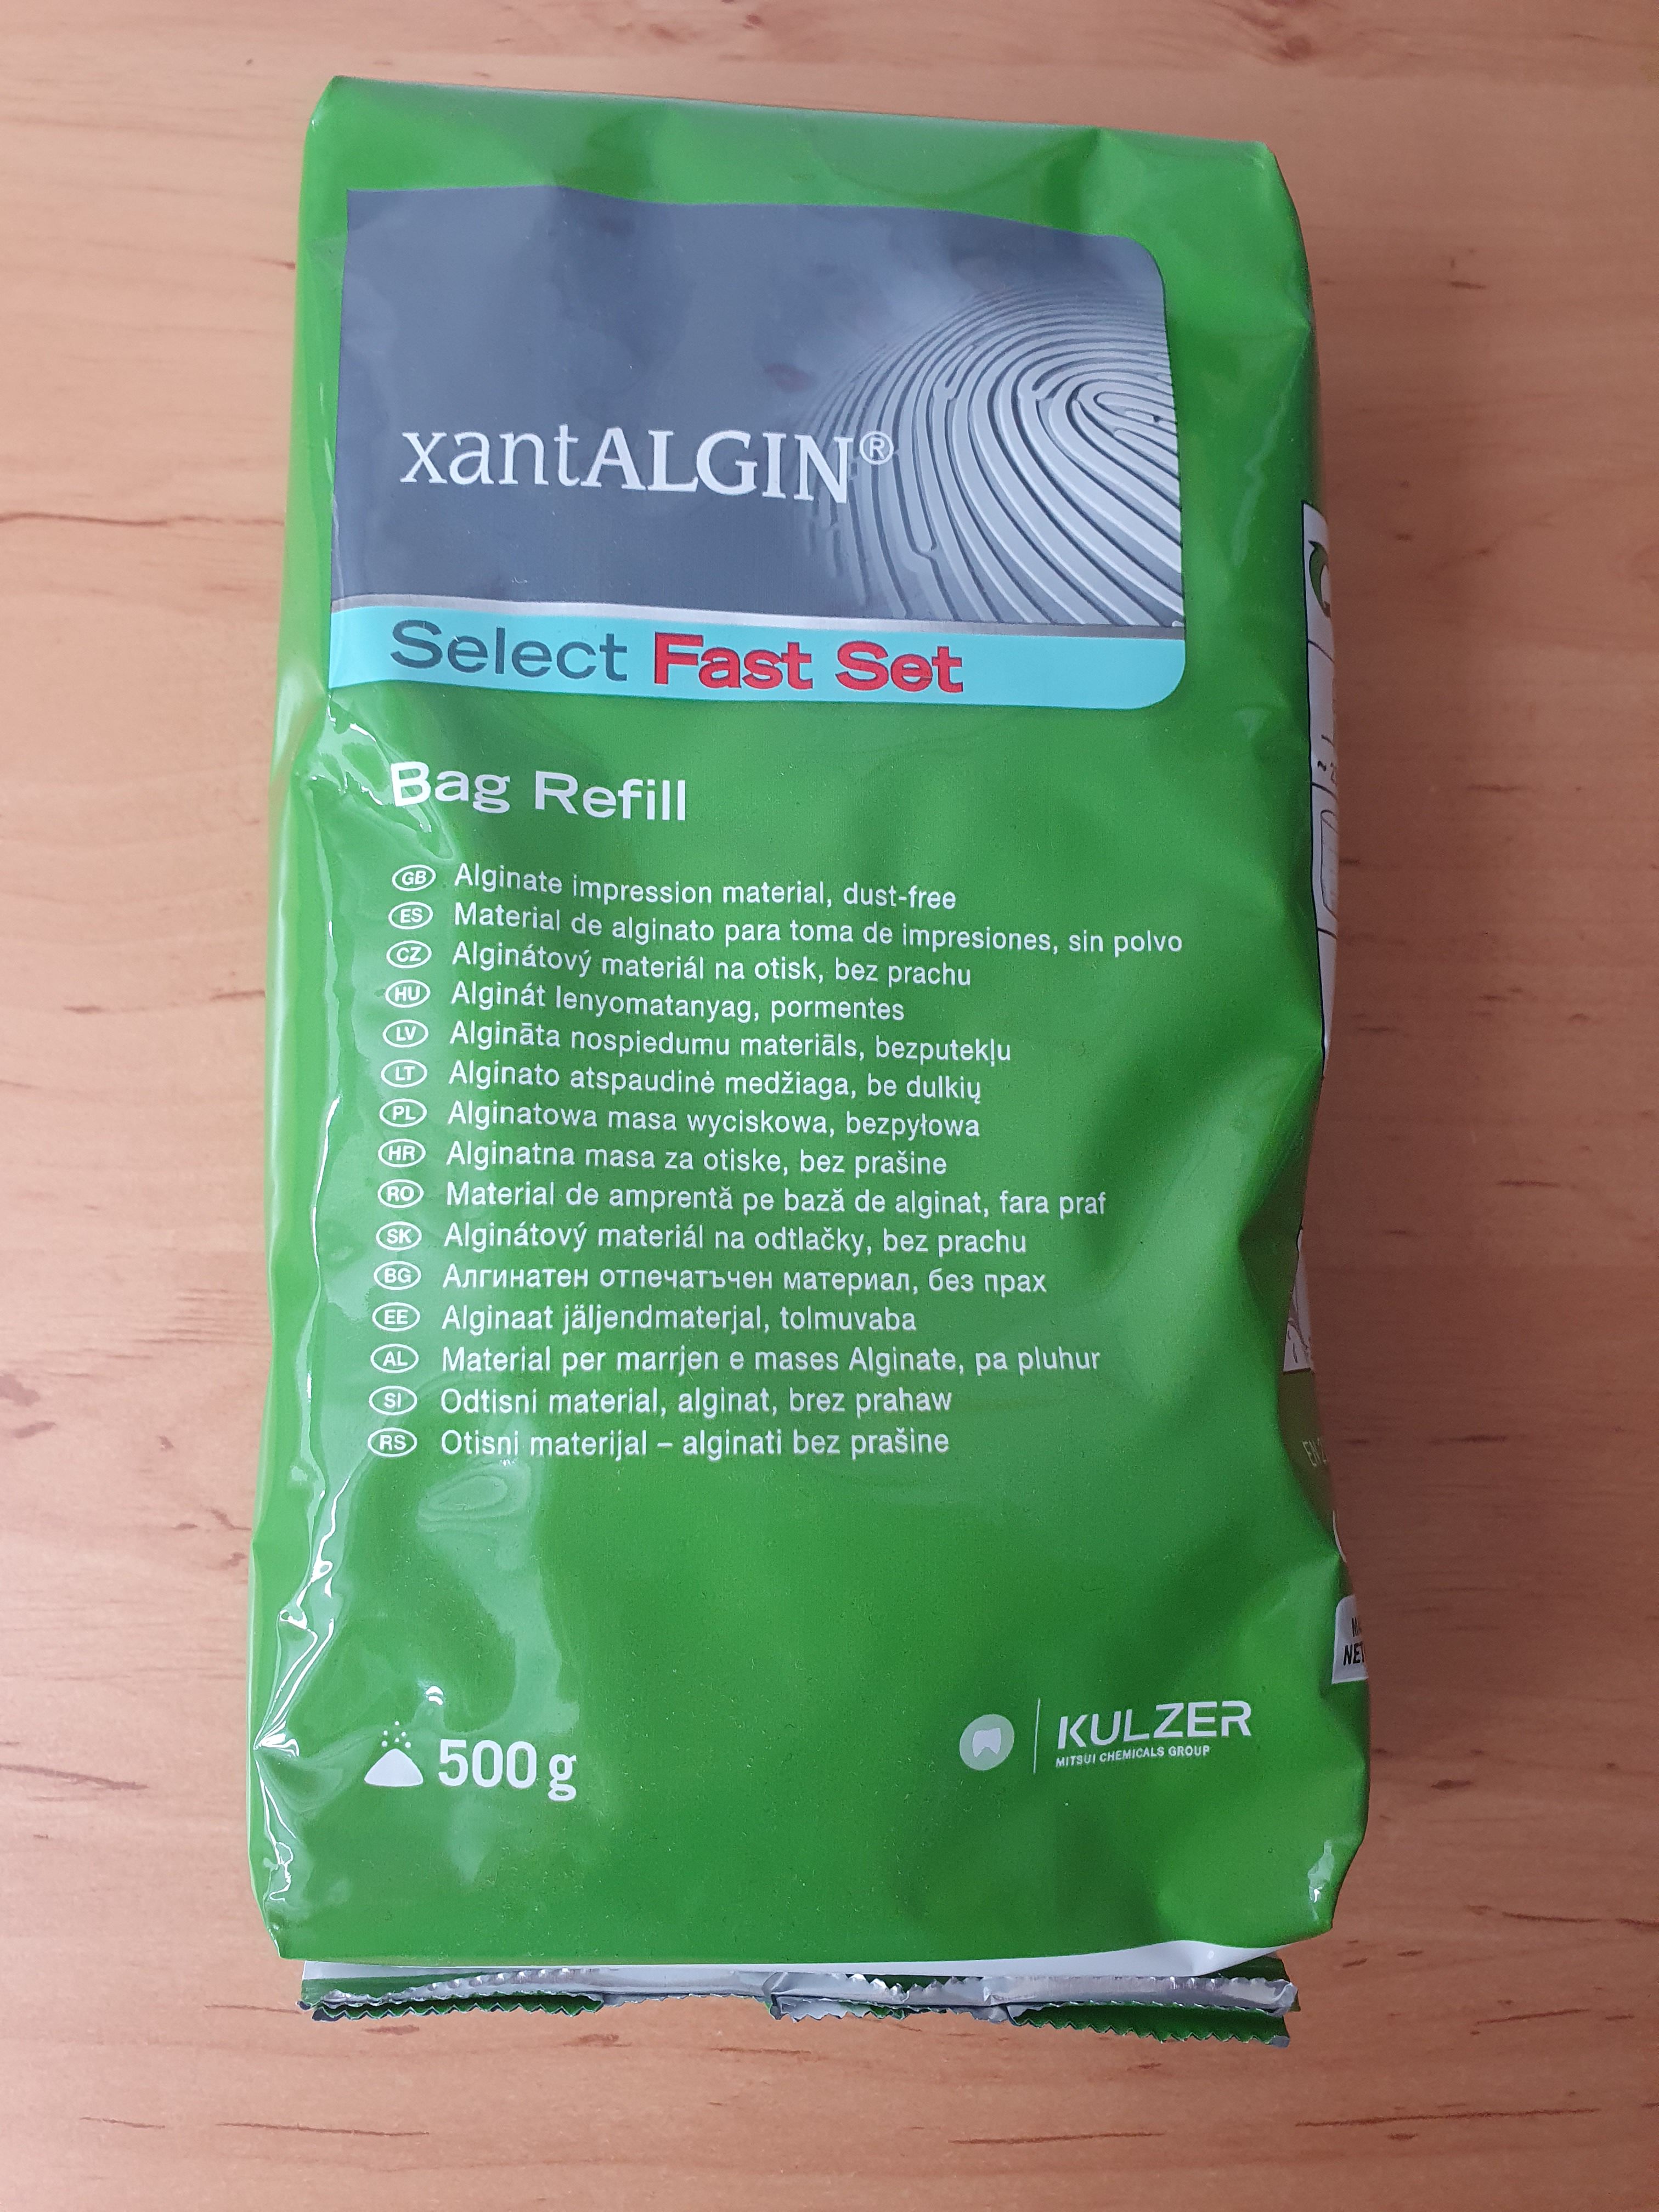 xantALGIN®
Select Fast Set
Bag Refill
GB Alginate impression material, dust-free
ES Material de alginato para toma de impresiones, sin polvo
CZ Alginátový materiál na otisk, bez prachu
HU Alginát lenyomatanyag, pormentes
LV Algināta nospiedumu materiāls, bezputekļu
LT Alginato atspaudinė medžiaga, be dulkių
PL Alginatowa masa wyciskowa, bezpyłowa
HR Alginatna masa za otiske, bez prašine
RO Material de amprentă pe bază de alginat, fara praf
SK Alginátový materiál na odtlačky, bez prachu
BG Алгинатен отпечатъчен материал, без прах
EE Alginaat jäljendmaterjal, tolmuvaba
AL Material per marrjen e mases Alginate, pa pluhur
SI Odtisni material, alginat, brez prahaw
RS Otisni materijal – alginati bez prašine
500 g
KULZER
MITSUI CHEMICALS GROUP